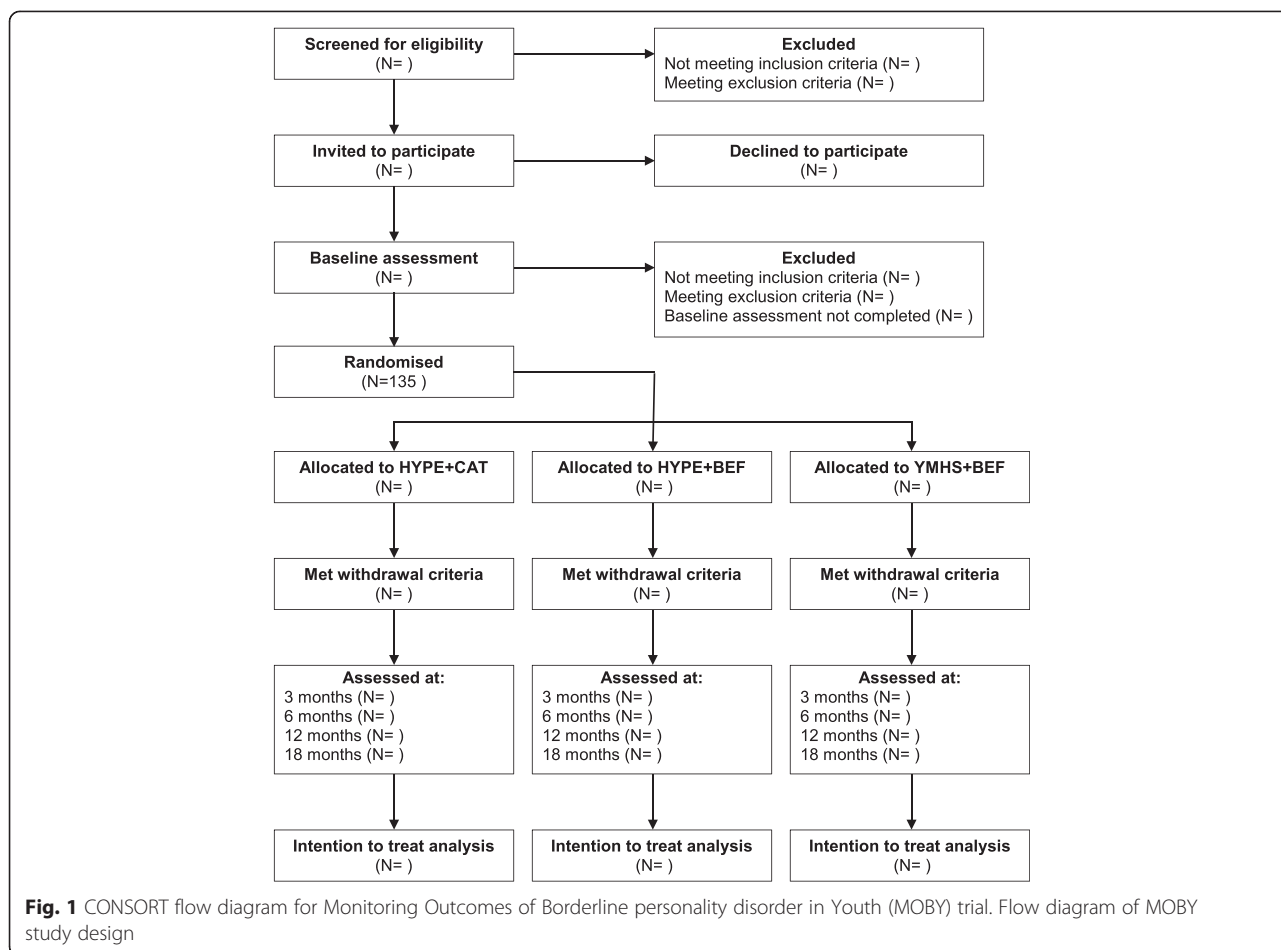 Screened for eligibility
(N= )
Excluded
Not meeting inclusion criteria (N= )
Meeting exclusion criteria (N= )
Invited to participate
(N= )
Declined to participate
(N= )
Baseline assessment
(N= )
Excluded
Not meeting inclusion criteria (N= )
Meeting exclusion criteria (N= )
Baseline assessment not completed (N= )
Randomised
(N=135 )
Allocated to HYPE+CAT
(N= )
Allocated to HYPE+BEF
(N= )
Allocated to YMHS+BEF
(N= )
Met withdrawal criteria
(N= )
Met withdrawal criteria
(N= )
Met withdrawal criteria
(N= )
Assessed at:
3 months (N= )
6 months (N= )
12 months (N= )
18 months (N= )
Assessed at:
3 months (N= )
6 months (N= )
12 months (N= )
18 months (N= )
Assessed at:
3 months (N= )
6 months (N= )
12 months (N= )
18 months (N= )
Intention to treat analysis
(N= )
Intention to treat analysis
(N= )
Intention to treat analysis
(N= )
Fig. 1 CONSORT flow diagram for Monitoring Outcomes of Borderline personality disorder in Youth (MOBY) trial. Flow diagram of MOBY
study design